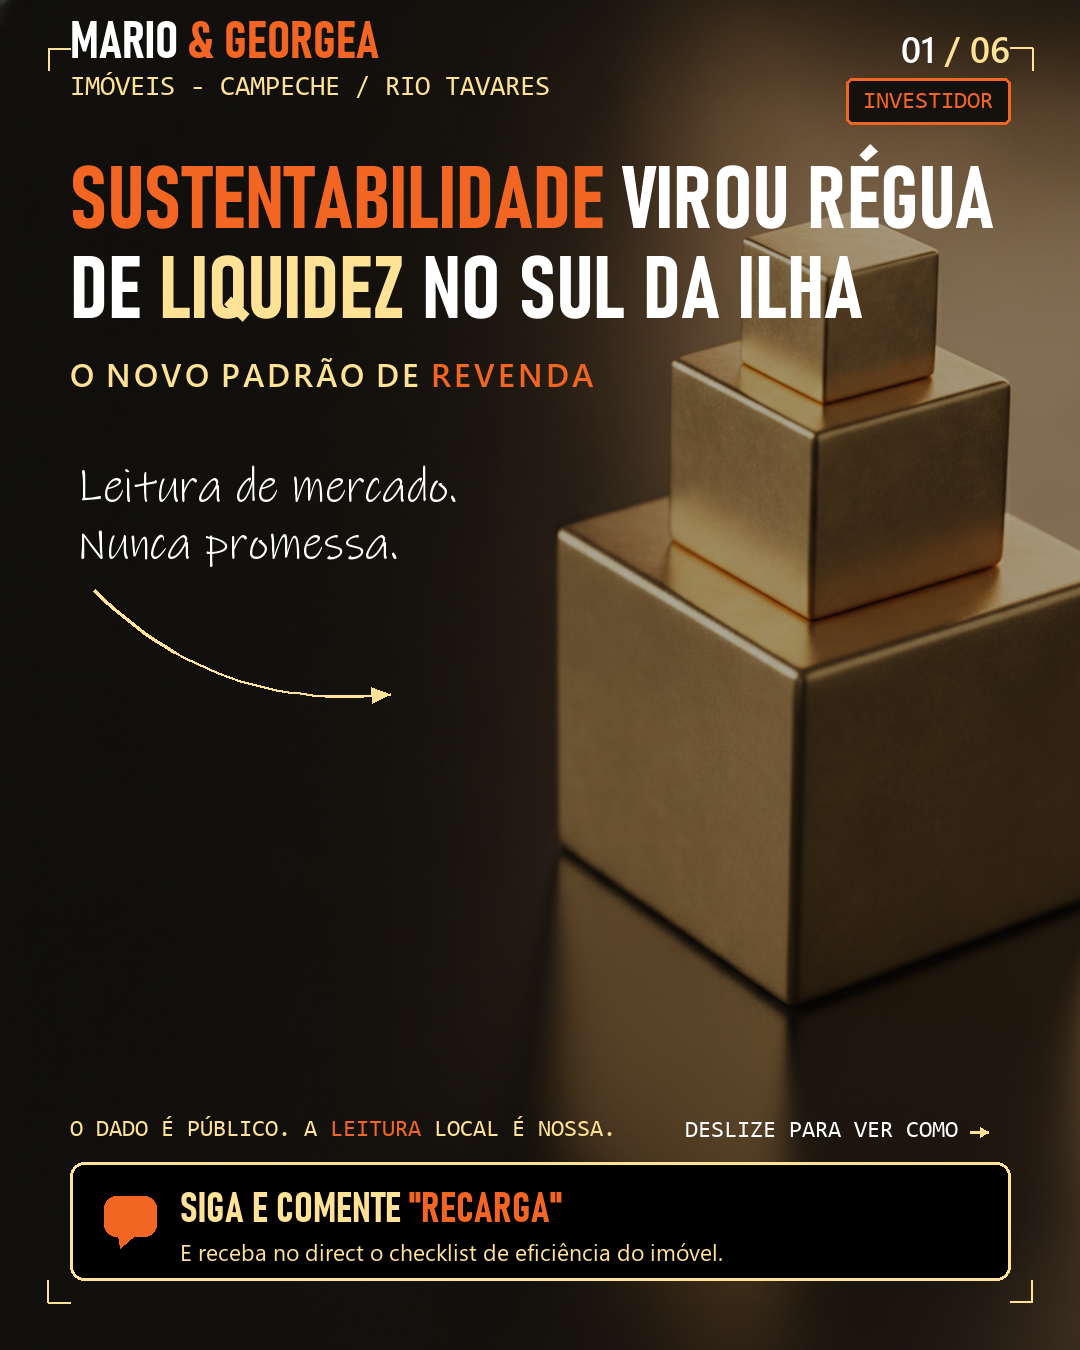 MARIO & GEORGEA
IMÓVEIS - CAMPECHE / RIO TAVARES
01 / 06
INVESTIDOR
SUSTENTABILIDADE VIROU RÉGUA
DE LIQUIDEZ NO SUL DA ILHA
O NOVO PADRÃO DE REVENDA
Leitura de mercado.
Nunca promessa.
O DADO É PÚBLICO. A LEITURA LOCAL É NOSSA.
DESLIZE PARA VER COMO →
SIGA E COMENTE "RECARGA"
E receba no direct o checklist de eficiência do imóvel.